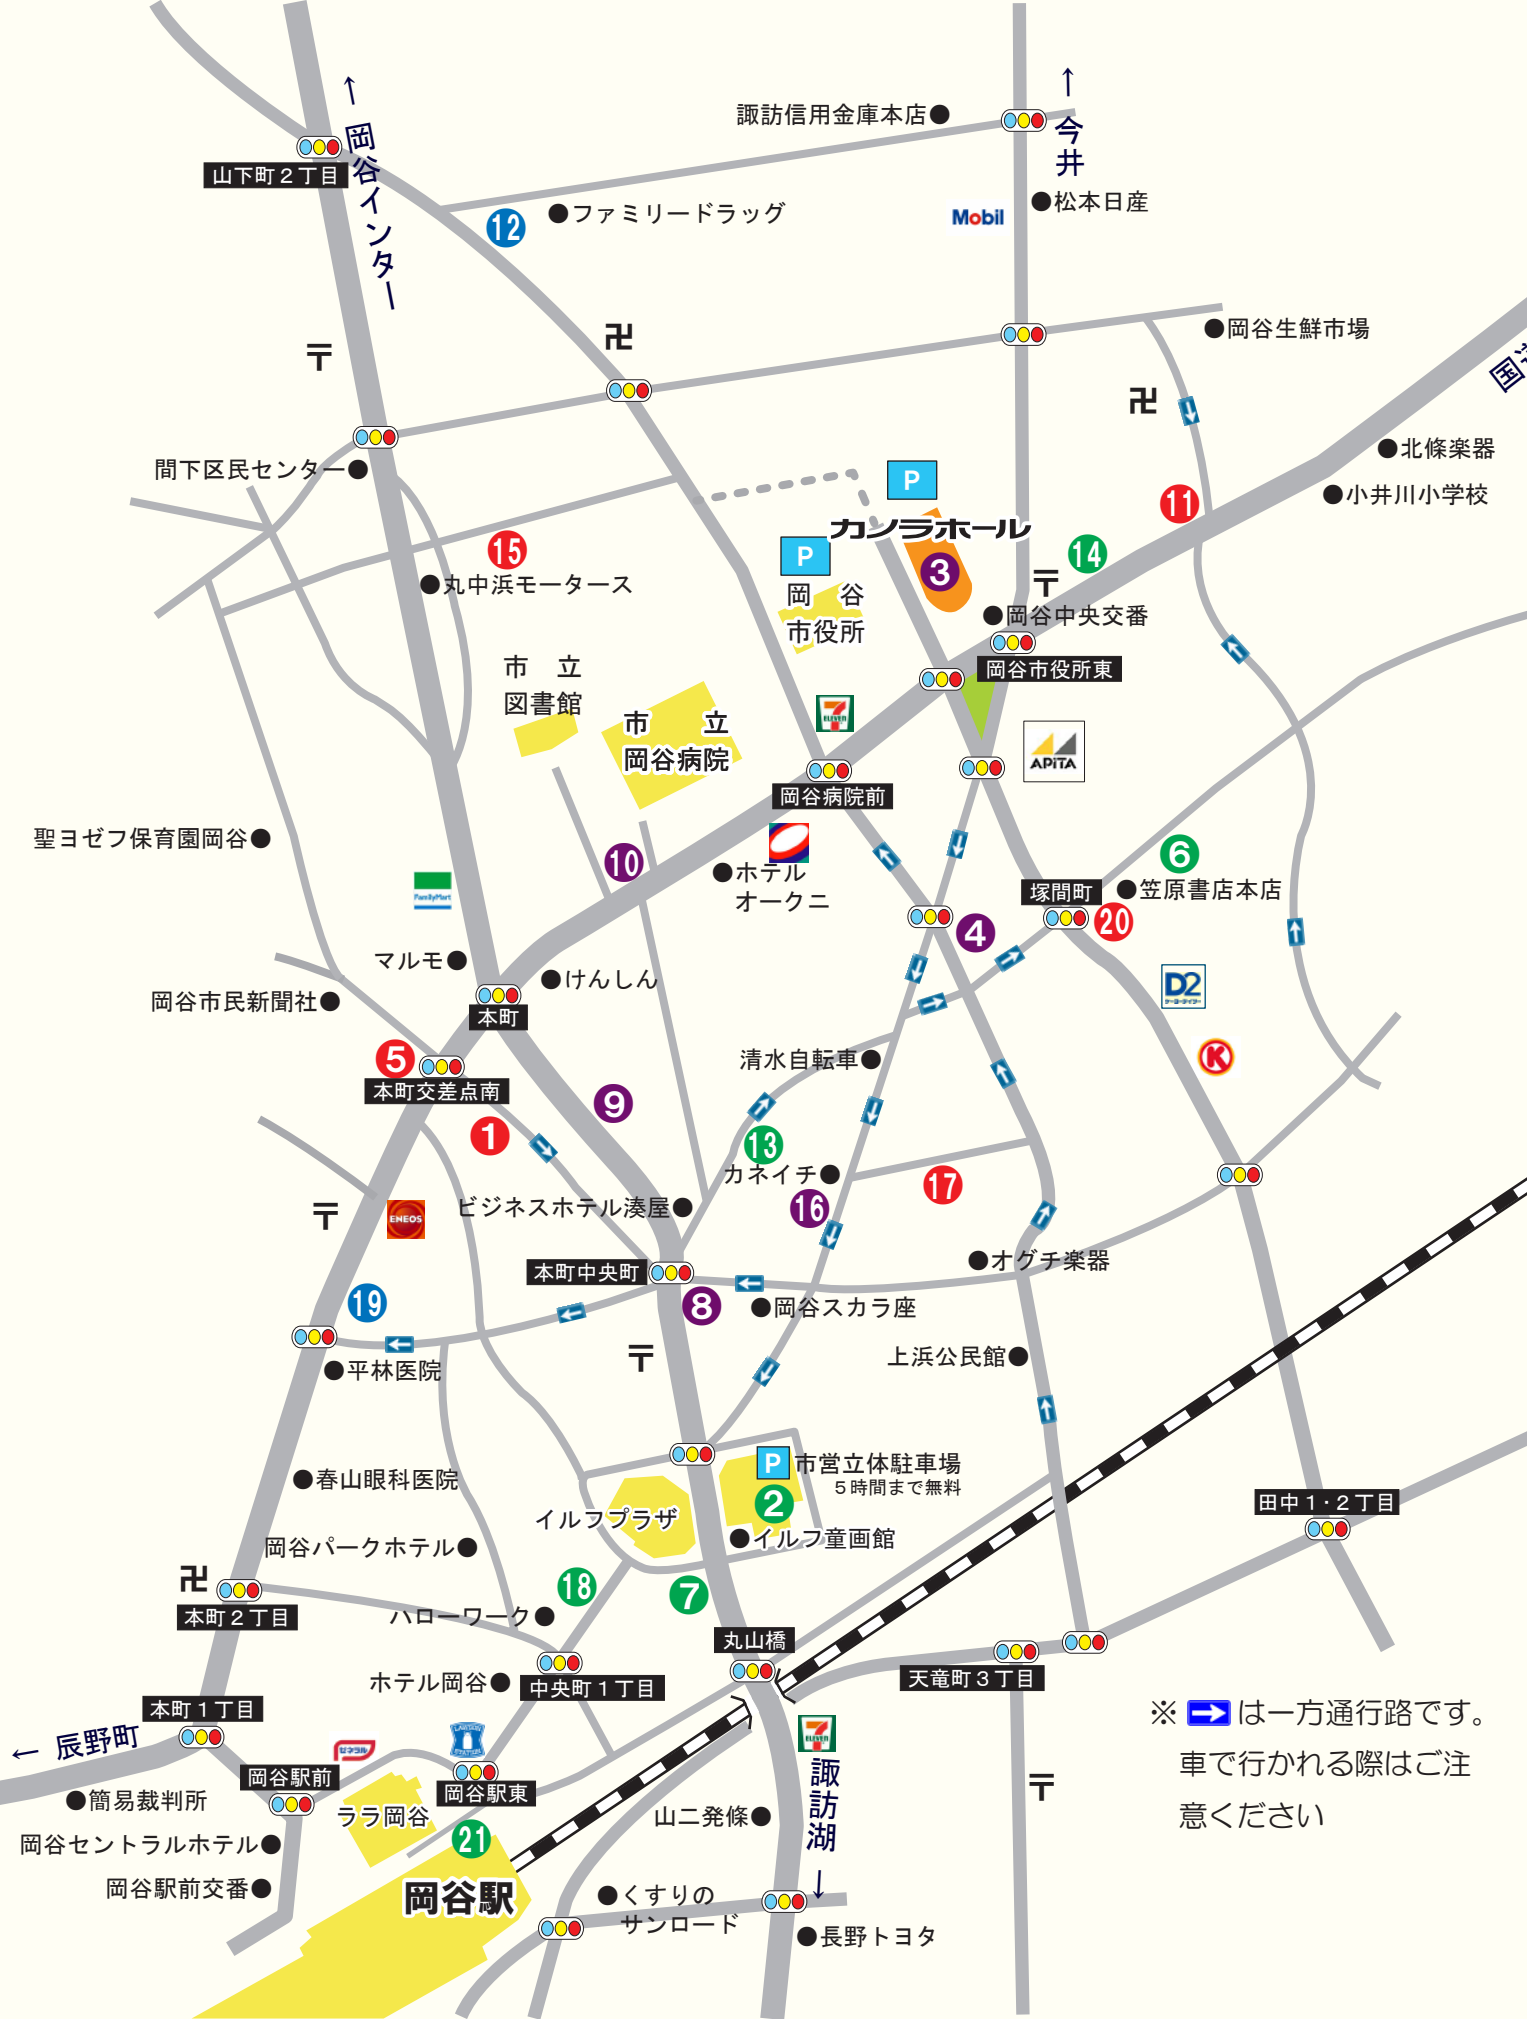 ← 岡谷インター
↑ 今井
諏訪信用金庫本店●
山下町２丁目
●松本日産
Mobil
●ファミリードラッグ
12
●岡谷生鮮市場
国道
間下区民センター●
●北條楽器
●小井川小学校
P
11
カノラホール
15
P
14
3
●丸中浜モータース
岡　谷
市役所
●岡谷中央交番
岡谷市役所東
市　立
図書館
市　立
岡谷病院
7
ELEVEN
APiTA
岡谷病院前
聖ヨゼフ保育園岡谷●
10
6
FamilyMart
●ホテル
オークニ
塚間町
●笠原書店本店
20
4
マルモ●
●けんしん
D2
ケーヨーデイツー
岡谷市民新聞社●
本町
5
清水自転車●
K
本町交差点南
9
1
13
カネイチ●
17
ENEOS
ビジネスホテル湊屋●
16
本町中央町
●オグチ楽器
19
8
●岡谷スカラ座
●平林医院
上浜公民館●
P
市営立体駐車場
５時間まで無料
●春山眼科医院
2
田中１・２丁目
イルフプラザ
●イルフ童画館
岡谷パークホテル●
18
7
本町２丁目
ハローワーク●
丸山橋
ホテル岡谷●
中央町１丁目
天竜町３丁目
本町１丁目
← 辰野町
ゼネラル
LAWSON
STATION
7
ELEVEN
※ → は一方通行路です。
車で行かれる際はご注
意ください
岡谷駅前
岡谷駅東
諏訪湖 →
●簡易裁判所
ララ岡谷
山二発條●
岡谷セントラルホテル●
21
岡谷駅前交番●
岡谷駅
●くすりの
サンロード
●長野トヨタ